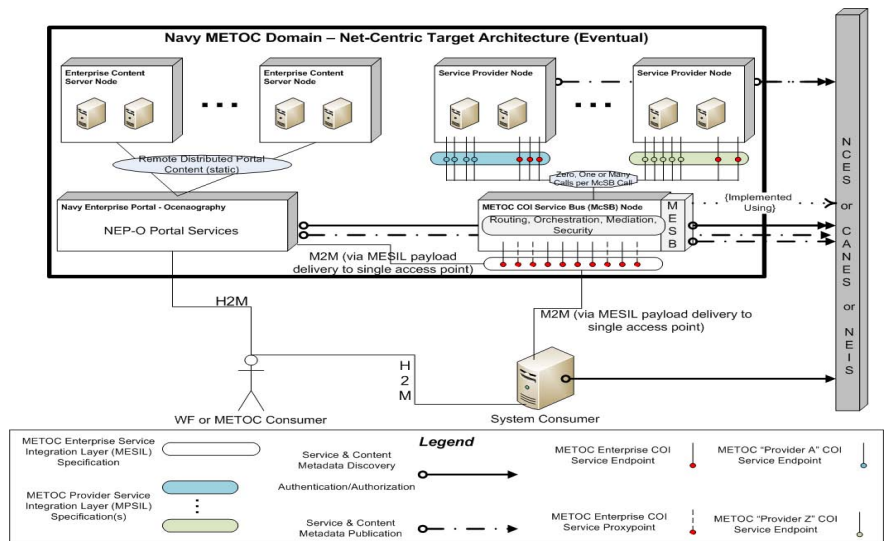 Navy METOC Domain – Net-Centric Target Architecture (Eventual)
Enterprise Content
Server Node
Enterprise Content
Server Node
Service Provider Node
Service Provider Node
Remote Distributed Portal
Content (static)
Zero, One or Many
Calls per McSB Call
Navy Enterprise Portal - Ocenaography
NEP-O Portal Services
METOC COI Service Bus (McSB) Node
Routing, Orchestration, Mediation,
Security
MESB
{Implemented
Using}
NCES or CANES or NEIS
M2M (via MESIL payload
delivery to single access point)
H2M
M2M (via MESIL payload delivery to
single access point)
H2M
WF or METOC Consumer
System Consumer
Legend
METOC Enterprise Service
Integration Layer (MESIL)
Specification
METOC Provider Service
Integration Layer (MPSIL)
Specification(s)
Service & Content
Metadata Discovery
Authentication/Authorization
Service & Content
Metadata Publication
METOC Enterprise COI
Service Endpoint
METOC Enterprise COI
Service Proxypoint
METOC "Provider A" COI
Service Endpoint
METOC "Provider Z" COI
Service Endpoint